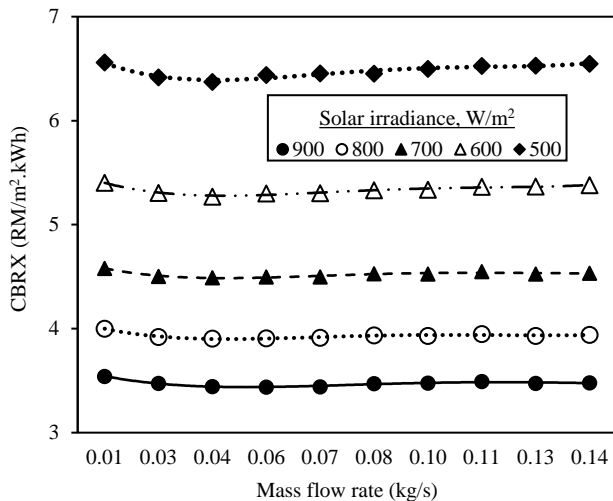 7
6
5
4
3
CBRX (RM/m².kWh)
Solar irradiance, W/m²
900 800 700 600 500
0.01 0.03 0.04 0.06 0.07 0.08 0.10 0.11 0.13 0.14
Mass flow rate (kg/s)